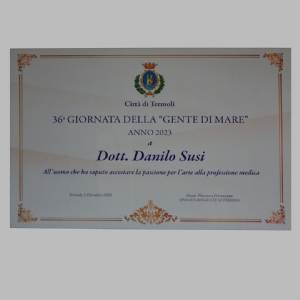 Città di Termoli
36ª GIORNATA DELLA "GENTE DI MARE"
ANNO 2023
a
Dott. Danilo Susi
All'uomo che ha saputo accostare la passione per l'arte alla professione medica